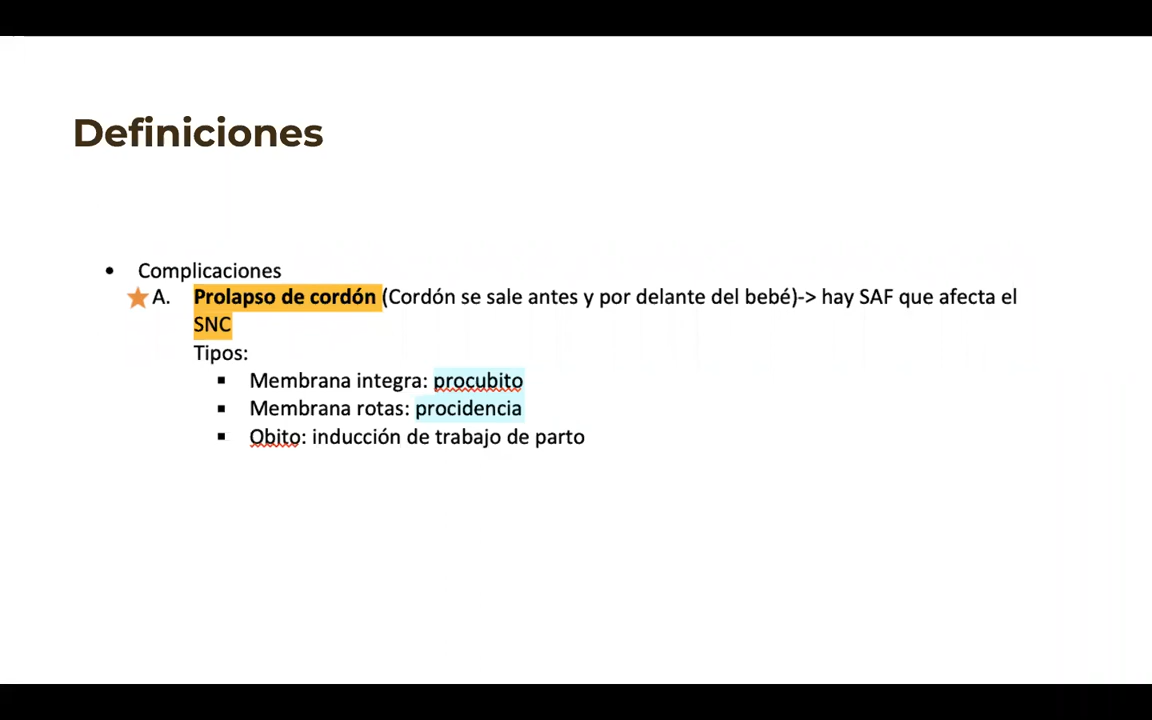 Definiciones
• Complicaciones
A. Prolapso de cordón (Cordón se sale antes y por delante del bebé)-> hay SAF que afecta el
SNC
Tipos:
▪ Membrana integra: procubito
▪ Membrana rotas: procidencia
▪ Obito: inducción de trabajo de parto